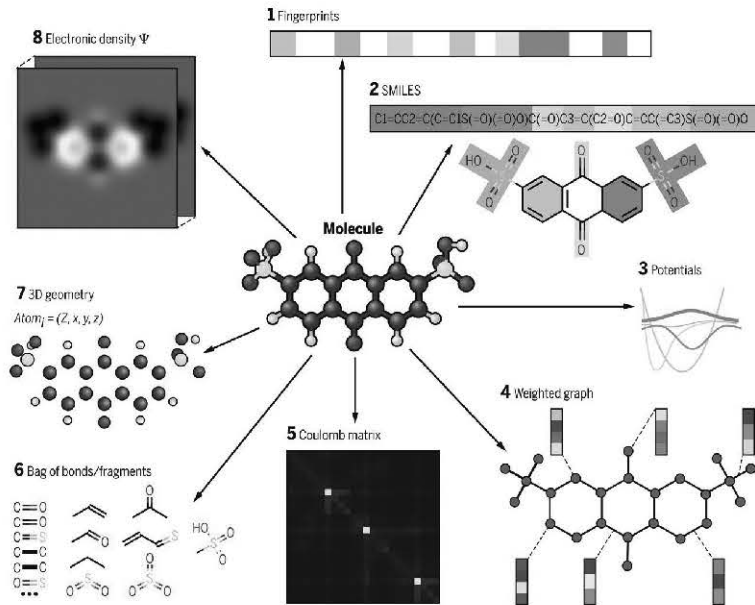 1 Fingerprints
8 Electronic density Ψ
2 SMILES
C1=CC2=C(C=C1S(=O)(=O)O)C(=O)C3=C(C2=O)C=CC(=C3)S(=O)(=O)O
HO O O OH
S S
O O O
Molecule
3 Potentials
7 3D geometry
Atomᵢ = (Z, x, y, z)
4 Weighted graph
5 Coulomb matrix
6 Bag of bonds/fragments
C=O
C=O
C=S
C–C
C–C
O=S
•••
O
O
S
HO O
S
O
S
O O
O
S
O O